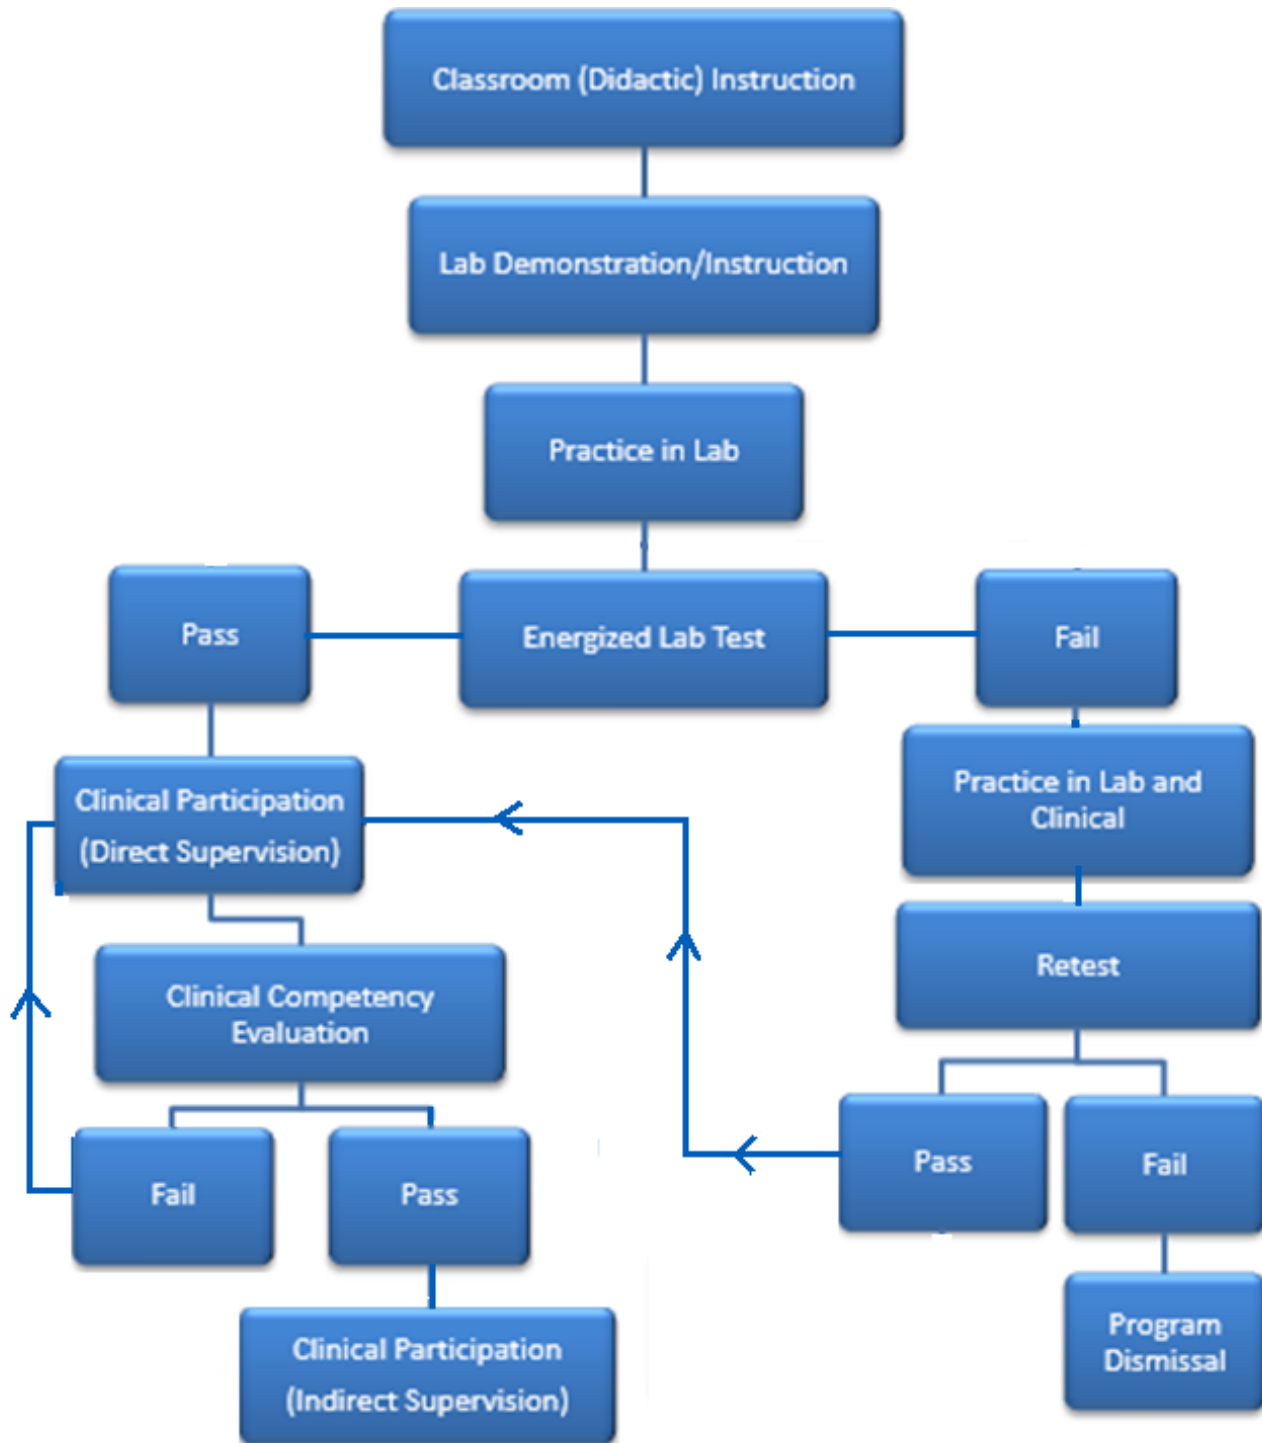 Classroom (Didactic) Instruction
Lab Demonstration/Instruction
Practice in Lab
Pass
Energized Lab Test
Fail
Clinical Participation
(Direct Supervision)
Practice in Lab and
Clinical
Clinical Competency
Evaluation
Retest
Fail
Pass
Pass
Fail
Clinical Participation
(Indirect Supervision)
Program
Dismissal